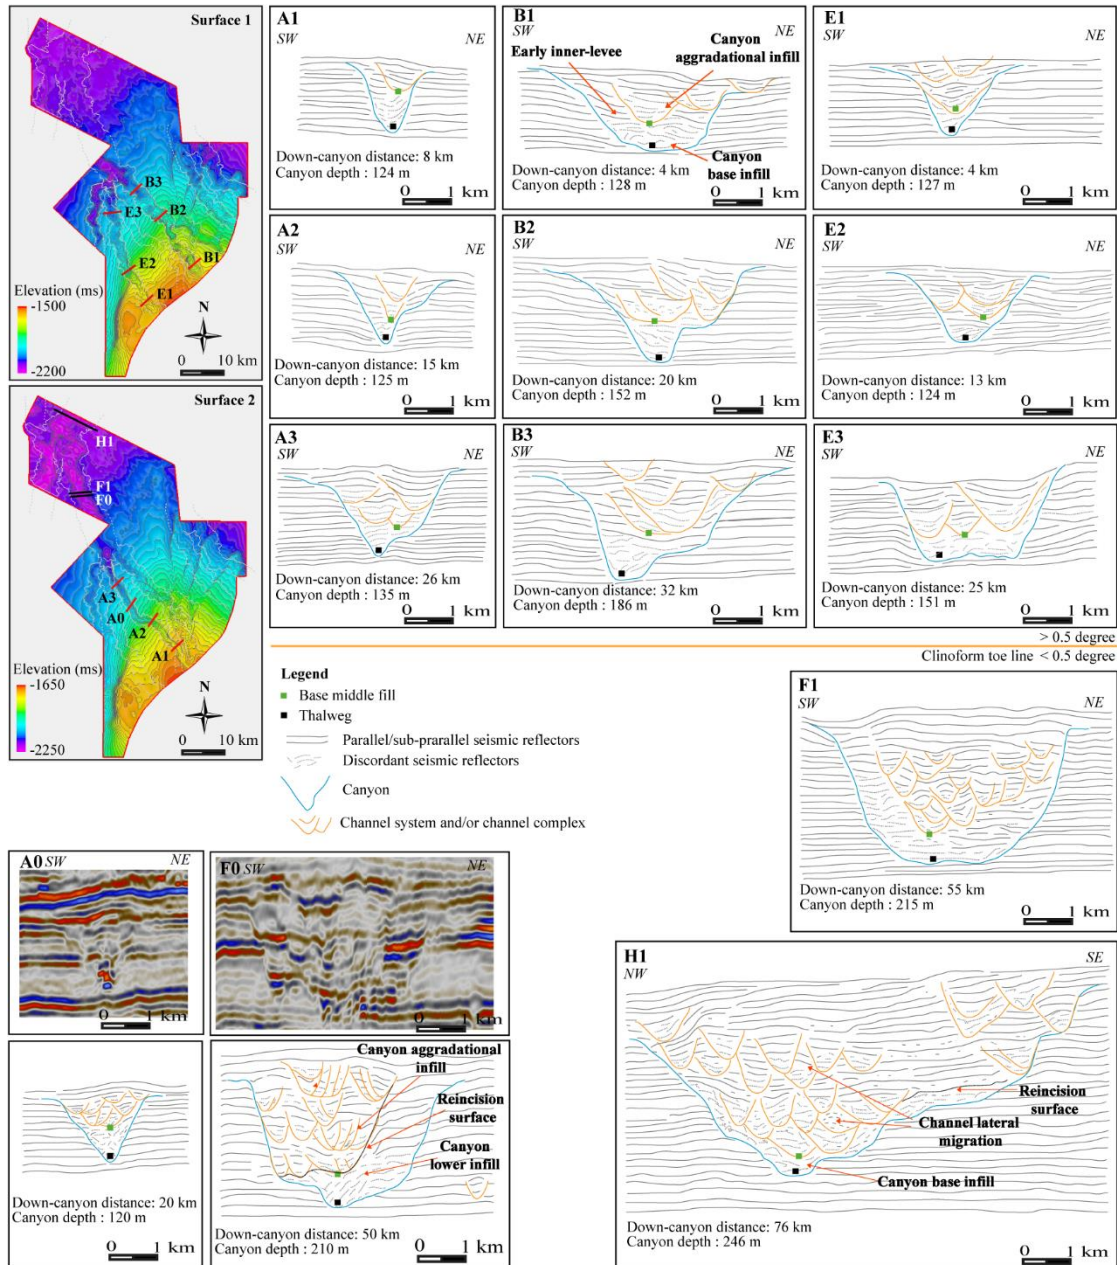 Surface 1
B3
E3
B2
E2
B1
E1
Elevation (ms)
-1500
-2200
N
0 10 km
Surface 2
H1
F1
F0
A3
A0
A2
A1
Elevation (ms)
-1650
-2250
N
0 10 km
A1
SW NE
Down-canyon distance: 8 km
Canyon depth : 124 m
0 1 km
B1
SW NE
Early inner-levee
Canyon
aggradational infill
Canyon
base infill
Down-canyon distance: 4 km
Canyon depth : 128 m
0 1 km
E1
SW NE
Down-canyon distance: 4 km
Canyon depth : 127 m
0 1 km
A2
SW NE
Down-canyon distance: 15 km
Canyon depth : 125 m
0 1 km
B2
SW NE
Down-canyon distance: 20 km
Canyon depth : 152 m
0 1 km
E2
SW NE
Down-canyon distance: 13 km
Canyon depth : 124 m
0 1 km
A3
SW NE
Down-canyon distance: 26 km
Canyon depth : 135 m
0 1 km
B3
SW NE
Down-canyon distance: 32 km
Canyon depth : 186 m
0 1 km
E3
SW NE
Down-canyon distance: 25 km
Canyon depth : 151 m
0 1 km
> 0.5 degree
Clinoform toe line < 0.5 degree
Legend
Base middle fill
Thalweg
Parallel/sub-prarallel seismic reflectors
Discordant seismic reflectors
Canyon
Channel system and/or channel complex
F1
SW NE
Down-canyon distance: 55 km
Canyon depth : 215 m
0 1 km
A0 SW NE
0 1 km
F0 SW NE
0 1 km
Down-canyon distance: 20 km
Canyon depth : 120 m
0 1 km
Canyon aggradational
infill
Reincision
surface
Canyon
lower infill
Down-canyon distance: 50 km
Canyon depth : 210 m
0 1 km
H1
NW SE
Reincision
surface
Channel lateral
migration
Canyon base infill
Down-canyon distance: 76 km
Canyon depth : 246 m
0 1 km